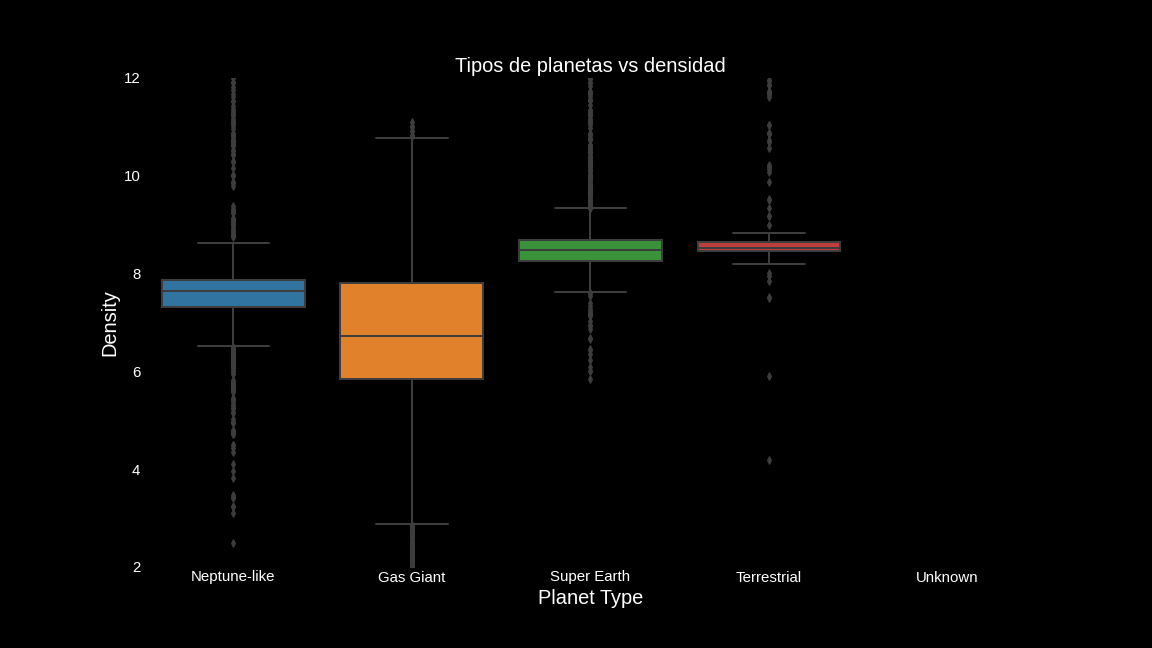 Tipos de planetas vs densidad
12
10
8
6
4
2
Density
Neptune-like
Gas Giant
Super Earth
Terrestrial
Unknown
Planet Type